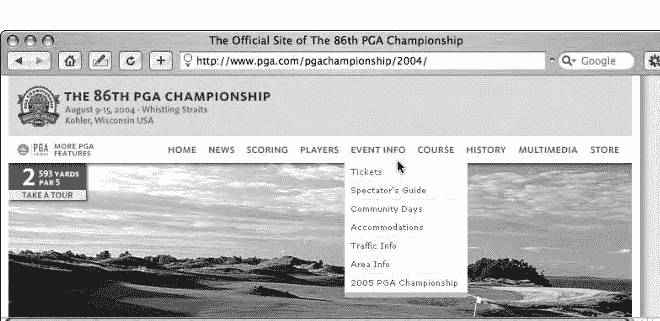 The Official Site of The 86th PGA Championship
http://www.pga.com/pgachampionship/2004/
Google
THE 86TH PGA CHAMPIONSHIP
August 9-15, 2004 - Whistling Straits
Kohler, Wisconsin USA
PGA .com MORE PGA FEATURES
HOME NEWS SCORING PLAYERS EVENT INFO COURSE HISTORY MULTIMEDIA STORE
2 593 YARDS PAR 5
TAKE A TOUR
Tickets
Spectator's Guide
Community Days
Accommodations
Traffic Info
Area Info
2005 PGA Championship